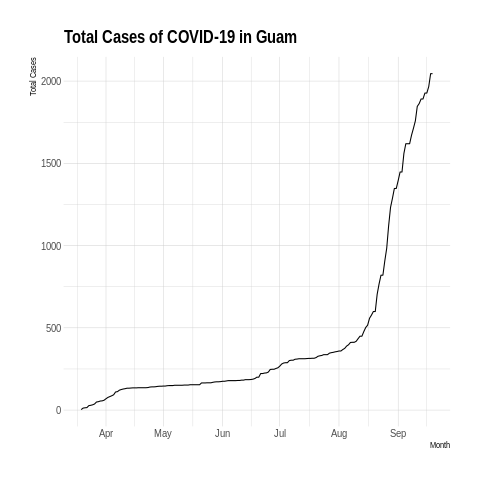 Total Cases of COVID-19 in Guam
Total Cases
2000
1500
1000
500
0
Apr May Jun Jul Aug Sep
Month